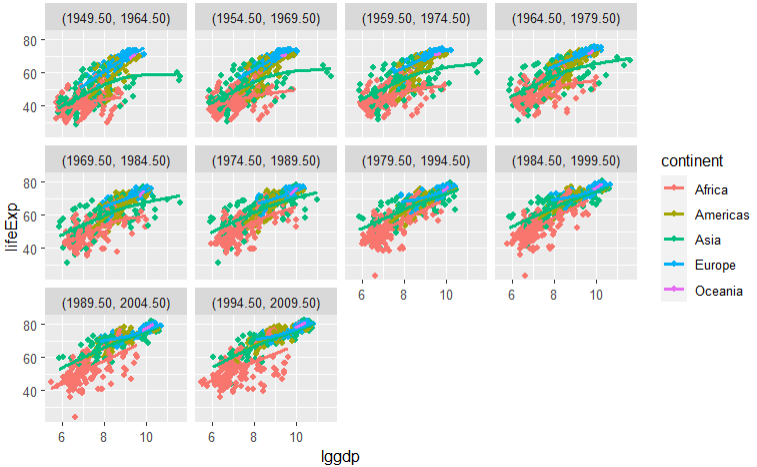 (1949.50, 1964.50) (1954.50, 1969.50) (1959.50, 1974.50) (1964.50, 1979.50)
80
60
40
(1969.50, 1984.50) (1974.50, 1989.50) (1979.50, 1994.50) (1984.50, 1999.50)
80
60
40
6 8 10 6 8 10
(1989.50, 2004.50) (1994.50, 2009.50)
80
60
40
6 8 10 6 8 10
lggdp
lifeExp
continent
Africa
Americas
Asia
Europe
Oceania